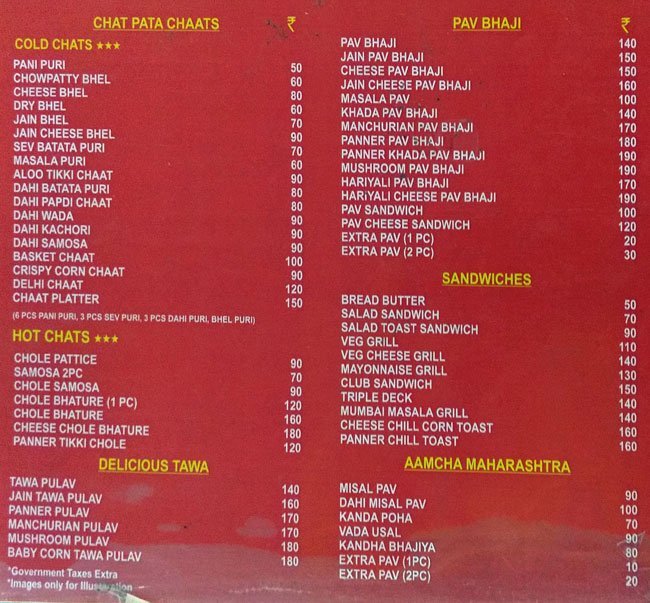 CHAT PATA CHAATS ₹
COLD CHATS ★★★
PANI PURI 50
CHOWPATTY BHEL 60
CHEESE BHEL 80
DRY BHEL 60
JAIN BHEL 70
JAIN CHEESE BHEL 90
SEV BATATA PURI 70
MASALA PURI 60
ALOO TIKKI CHAAT 90
DAHI BATATA PURI 80
DAHI PAPDI CHAAT 80
DAHI WADA 90
DAHI KACHORI 90
DAHI SAMOSA 90
BASKET CHAAT 100
CRISPY CORN CHAAT 90
DELHI CHAAT 120
CHAAT PLATTER 150
(6 PCS PANI PURI, 3 PCS SEV PURI, 3 PCS DAHI PURI, BHEL PURI)
HOT CHATS ★★★
CHOLE PATTICE 90
SAMOSA 2PC 70
CHOLE SAMOSA 90
CHOLE BHATURE (1 PC) 120
CHOLE BHATURE 160
CHEESE CHOLE BHATURE 180
PANNER TIKKI CHOLE 120
DELICIOUS TAWA
TAWA PULAV 140
JAIN TAWA PULAV 160
PANNER PULAV 170
MANCHURIAN PULAV 170
MUSHROOM PULAV 180
BABY CORN TAWA PULAV 180
*Government Taxes Extra
*Images only for Illustration
PAV BHAJI ₹
PAV BHAJI 140
JAIN PAV BHAJI 150
CHEESE PAV BHAJI 150
JAIN CHEESE PAV BHAJI 160
MASALA PAV 100
KHADA PAV BHAJI 140
MANCHURIAN PAV BHAJI 170
PANNER PAV BHAJI 180
PANNER KHADA PAV BHAJI 190
MUSHROOM PAV BHAJI 190
HARIYALI PAV BHAJI 170
HARiYALI CHEESE PAV BHAJI 190
PAV SANDWICH 100
PAV CHEESE SANDWICH 120
EXTRA PAV (1 PC) 20
EXTRA PAV (2 PC) 30
SANDWICHES
BREAD BUTTER 50
SALAD SANDWICH 70
SALAD TOAST SANDWICH 90
VEG GRILL 110
VEG CHEESE GRILL 140
MAYONNAISE GRILL 130
CLUB SANDWICH 150
TRIPLE DECK 140
MUMBAI MASALA GRILL 140
CHEESE CHILL CORN TOAST 160
PANNER CHILL TOAST 160
AAMCHA MAHARASHTRA
MISAL PAV 90
DAHI MISAL PAV 100
KANDA POHA 70
VADA USAL 90
KANDHA BHAJIYA 80
EXTRA PAV (1PC) 10
EXTRA PAV (2PC) 20